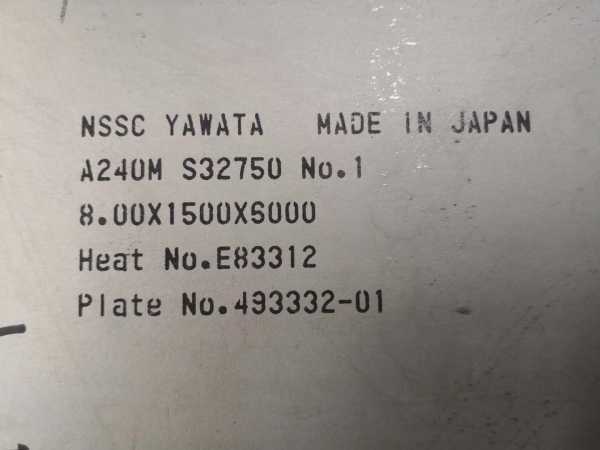 NSSC YAWATA MADE IN JAPAN
A240M S32750 No.1
8.00X1500X6000
Heat No.E83312
Plate No.493332-01